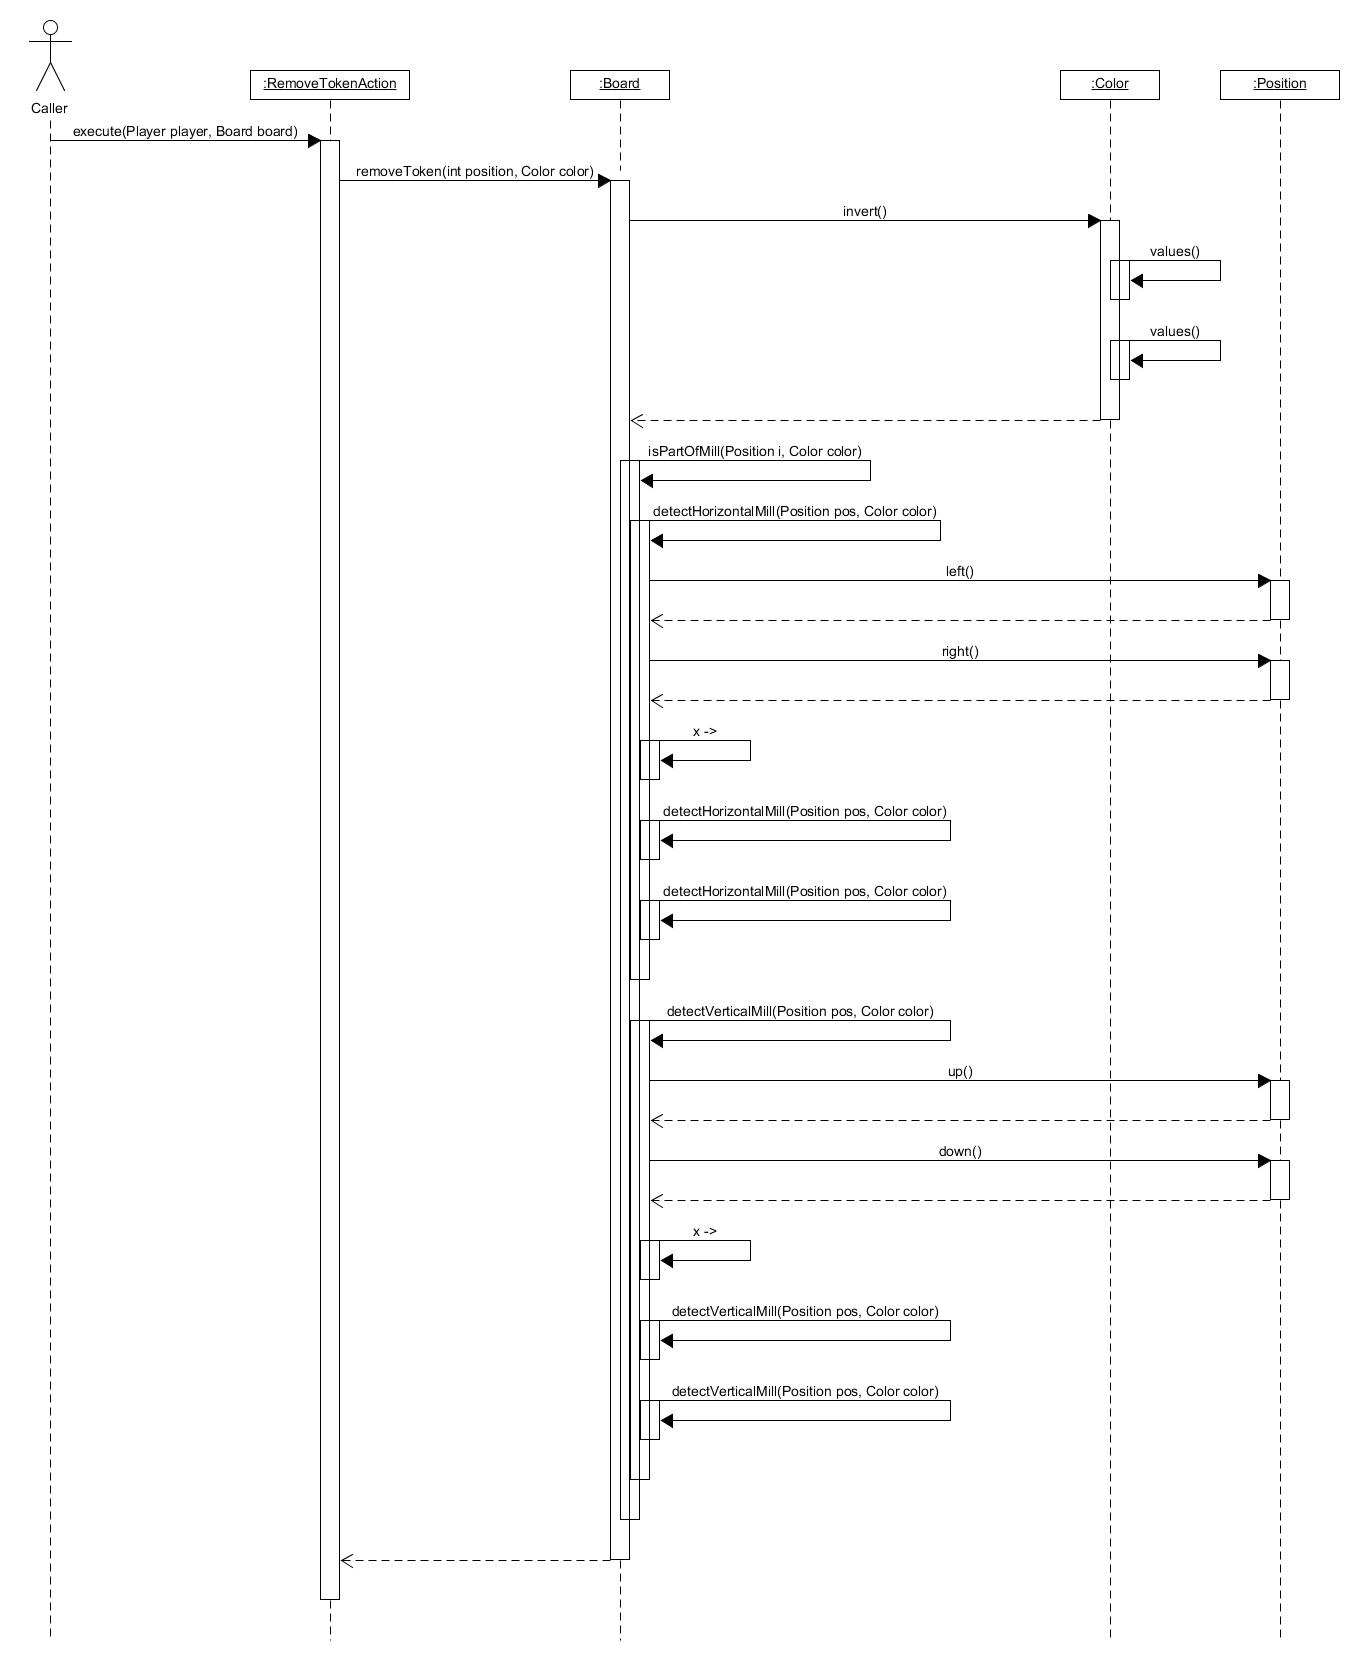 :RemoveTokenAction
:Board
:Color
:Position
Caller
execute(Player player, Board board)
removeToken(int position, Color color)
invert()
values()
values()
isPartOfMill(Position i, Color color)
detectHorizontalMill(Position pos, Color color)
left()
right()
x ->
detectHorizontalMill(Position pos, Color color)
detectHorizontalMill(Position pos, Color color)
detectVerticalMill(Position pos, Color color)
up()
down()
x ->
detectVerticalMill(Position pos, Color color)
detectVerticalMill(Position pos, Color color)